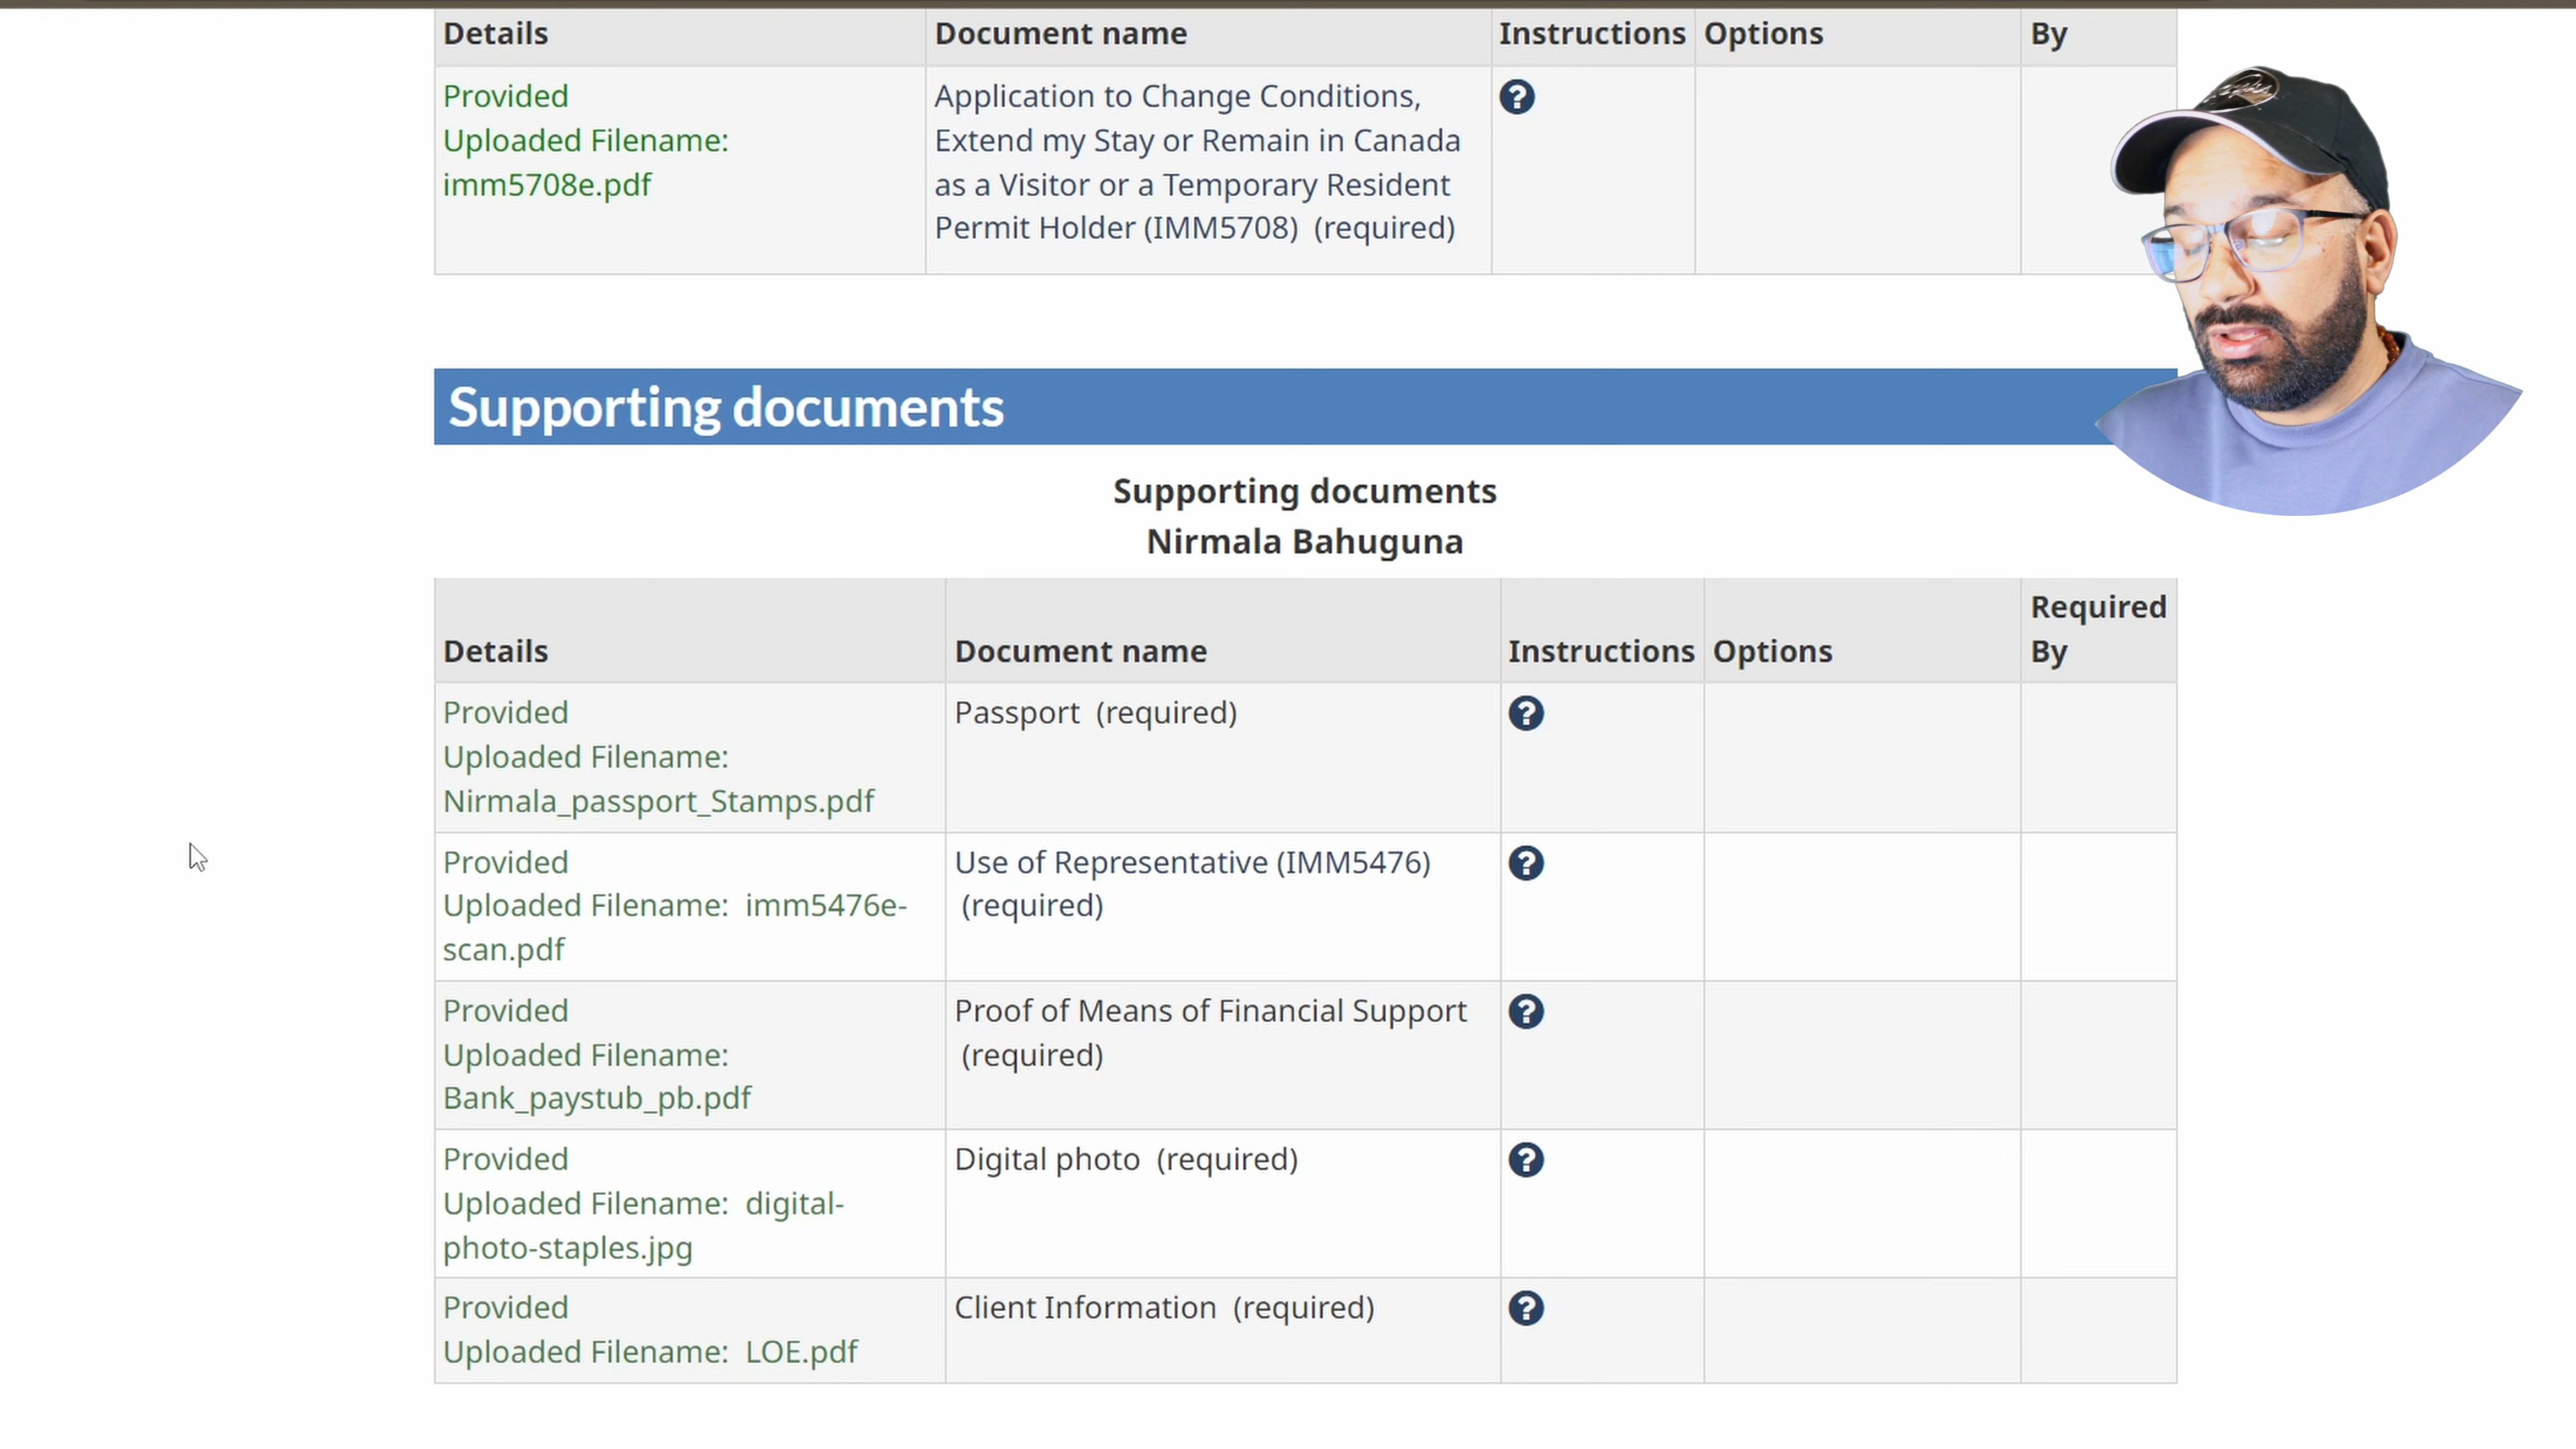 Details Document name Instructions Options By
Provided
Uploaded Filename:
imm5708e.pdf
Application to Change Conditions,
Extend my Stay or Remain in Canada
as a Visitor or a Temporary Resident
Permit Holder (IMM5708) (required)
?
Supporting documents
Supporting documents
Nirmala Bahuguna
Details Document name Instructions Options Required By
Provided
Uploaded Filename:
Nirmala_passport_Stamps.pdf
Passport (required)
?
Provided
Uploaded Filename: imm5476e-
scan.pdf
Use of Representative (IMM5476)
(required)
?
Provided
Uploaded Filename:
Bank_paystub_pb.pdf
Proof of Means of Financial Support
(required)
?
Provided
Uploaded Filename: digital-
photo-staples.jpg
Digital photo (required)
?
Provided
Uploaded Filename: LOE.pdf
Client Information (required)
?